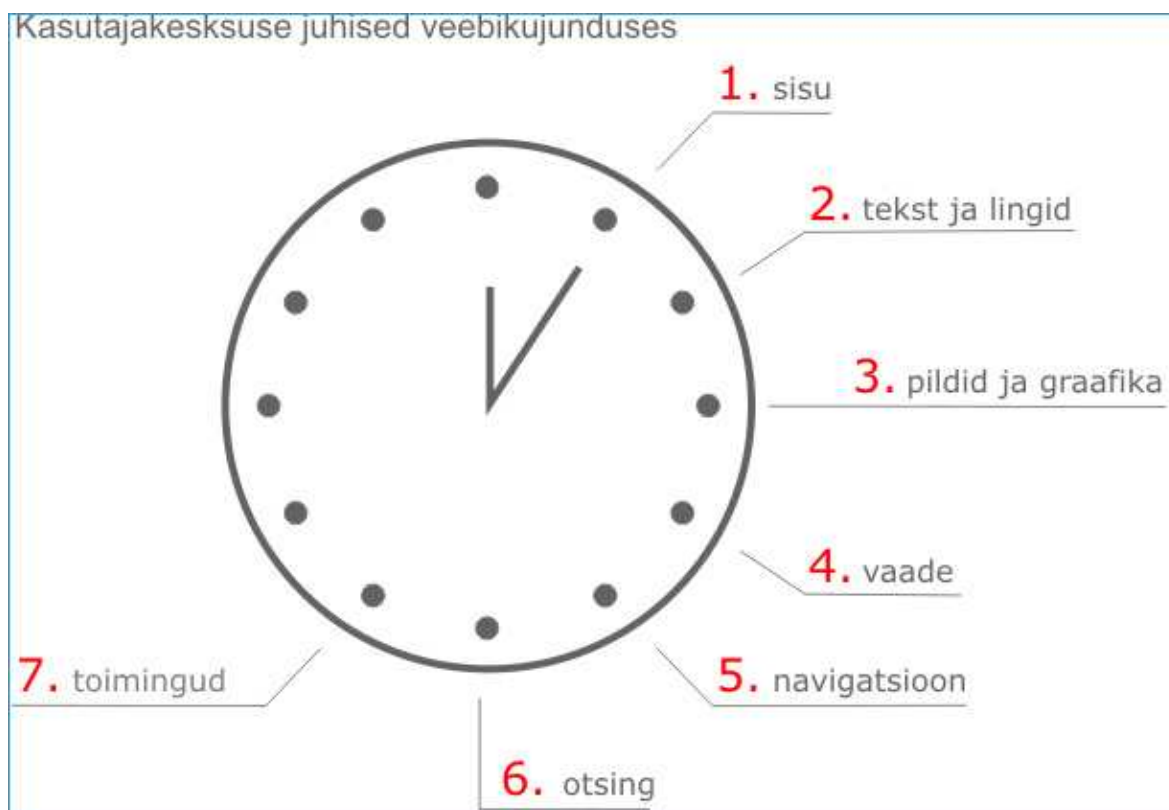 Kasutajakesksuse juhised veebikujunduses
1. sisu
2. tekst ja lingid
3. pildid ja graafika
4. vaade
5. navigatsioon
6. otsing
7. toimingud